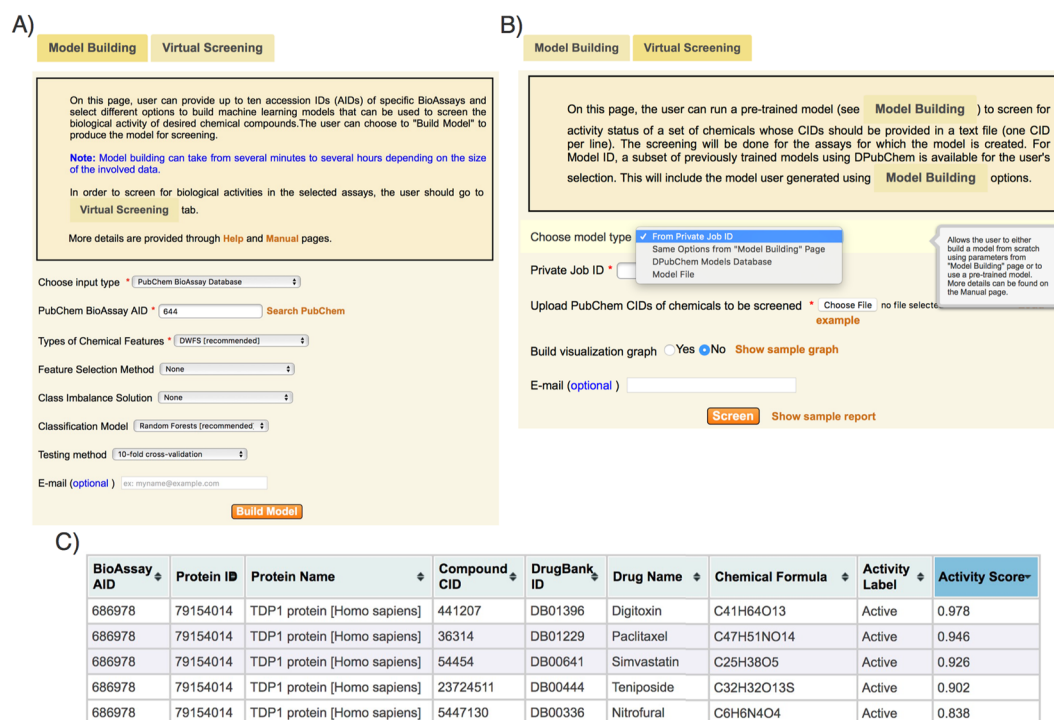 A)
Model Building Virtual Screening
On this page, user can provide up to ten accession IDs (AIDs) of specific BioAssays and
select different options to build machine learning models that can be used to screen the
biological activity of desired chemical compounds.The user can choose to "Build Model" to
produce the model for screening.
Note: Model building can take from several minutes to several hours depending on the size
of the involved data.
In order to screen for biological activities in the selected assays, the user should go to
Virtual Screening tab.
More details are provided through Help and Manual pages.
Choose input type * PubChem BioAssay Database
PubChem BioAssay AID * 644 Search PubChem
Types of Chemical Features * DWFS [recommended]
Feature Selection Method None
Class Imbalance Solution None
Classification Model Random Forests [recommended]
Testing method 10-fold cross-validation
E-mail (optional ) ex: myname@example.com
Build Model
B)
Model Building Virtual Screening
On this page, the user can run a pre-trained model (see Model Building ) to screen for
activity status of a set of chemicals whose CIDs should be provided in a text file (one CID
per line). The screening will be done for the assays for which the model is created. For
Model ID, a subset of previously trained models using DPubChem is available for the user's
selection. This will include the model user generated using Model Building options.
Choose model type ✓ From Private Job ID
Same Options from "Model Building" Page
DPubChem Models Database
Model File
Allows the user to either
build a model from scratch
using parameters from
"Model Building" page or to
use a pre-trained model.
More details can be found on
the Manual page.
Private Job ID *
Upload PubChem CIDs of chemicals to be screened * Choose File no file selected
example
Build visualization graph Yes No Show sample graph
E-mail (optional )
Screen Show sample report
C)
BioAssay AID Protein ID Protein Name Compound CID DrugBank ID Drug Name Chemical Formula Activity Label Activity Score
686978 79154014 TDP1 protein [Homo sapiens] 441207 DB01396 Digitoxin C41H64O13 Active 0.978
686978 79154014 TDP1 protein [Homo sapiens] 36314 DB01229 Paclitaxel C47H51NO14 Active 0.946
686978 79154014 TDP1 protein [Homo sapiens] 54454 DB00641 Simvastatin C25H38O5 Active 0.926
686978 79154014 TDP1 protein [Homo sapiens] 23724511 DB00444 Teniposide C32H32O13S Active 0.902
686978 79154014 TDP1 protein [Homo sapiens] 5447130 DB00336 Nitrofural C6H6N4O4 Active 0.838